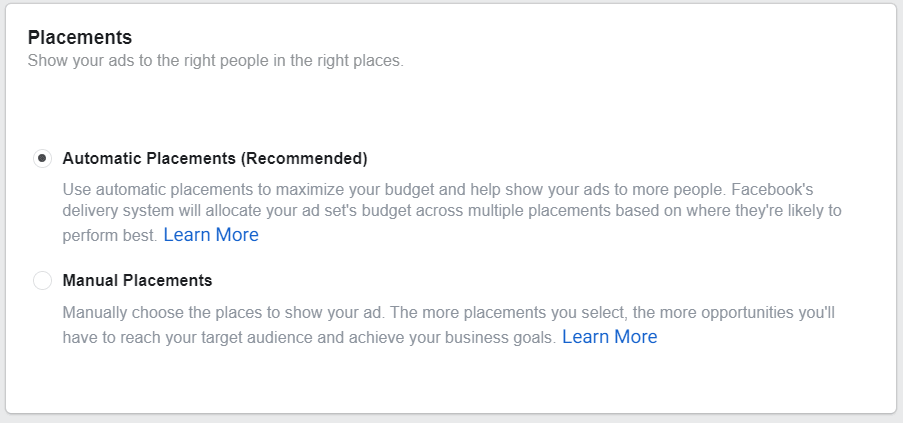 Placements
Show your ads to the right people in the right places.
Automatic Placements (Recommended)
Use automatic placements to maximize your budget and help show your ads to more people. Facebook's
delivery system will allocate your ad set's budget across multiple placements based on where they're likely to
perform best. Learn More
Manual Placements
Manually choose the places to show your ad. The more placements you select, the more opportunities you'll
have to reach your target audience and achieve your business goals. Learn More